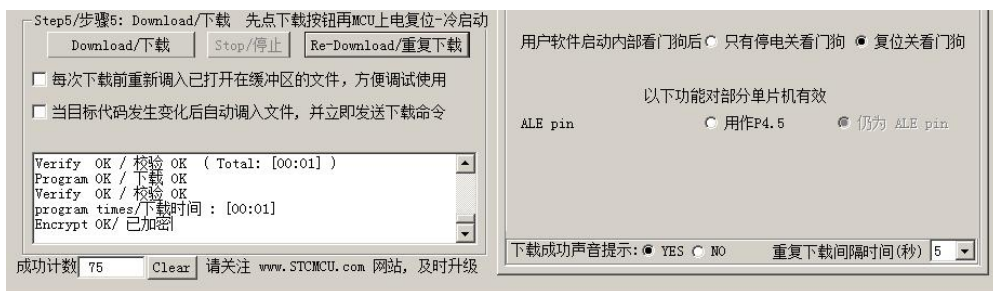 Step5/步骤5: Download/下载 先点下载按钮再MCU上电复位-冷启动
Download/下载 Stop/停止 Re-Download/重复下载
每次下载前重新调入已打开在缓冲区的文件，方便调试使用
当目标代码发生变化后自动调入文件，并立即发送下载命令
Verify OK / 校验 OK ( Total: [00:01] )
Program OK / 下载 OK
Verify OK / 校验 OK
program times/下载时间 : [00:01]
Encrypt OK/ 已加密
成功计数 75 Clear 请关注 www.STCMCU.com 网站, 及时升级
用户软件启动内部看门狗后 只有停电关看门狗 复位关看门狗
以下功能对部分单片机有效
ALE pin 用作P4.5 仍为 ALE pin
下载成功声音提示: YES NO 重复下载间隔时间(秒) 5